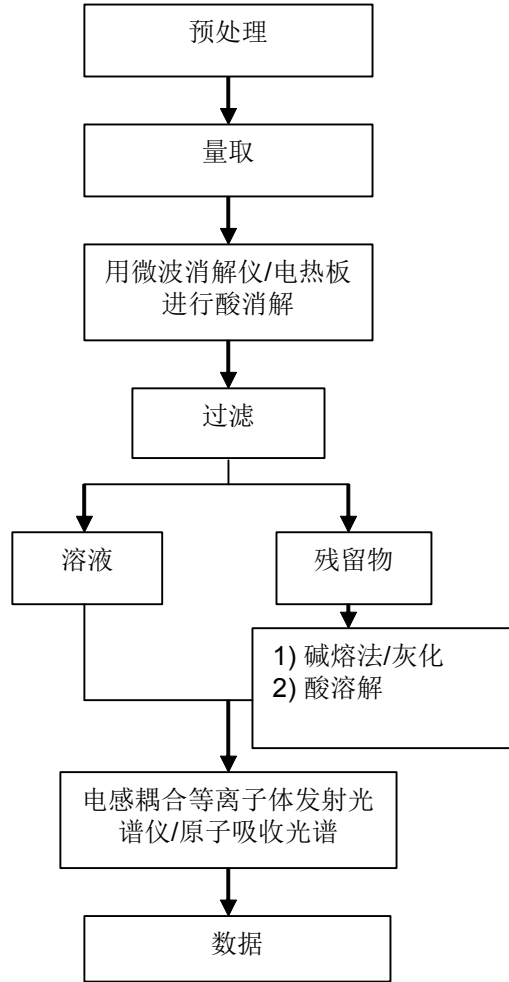 预处理
量取
用微波消解仪/电热板
进行酸消解
过滤
溶液
残留物
1) 碱熔法/灰化
2) 酸溶解
电感耦合等离子体发射光
谱仪/原子吸收光谱
数据